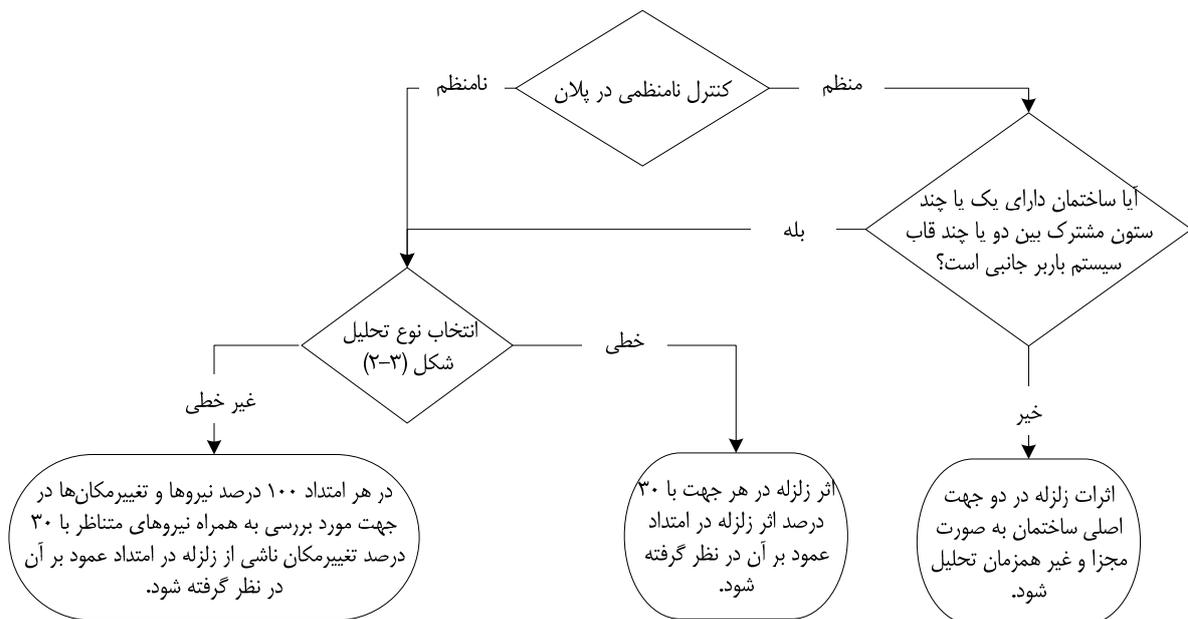 کنترل نامنظمی در پلان
منظم
نامنظم
آیا ساختمان دارای یک یا چند
ستون مشترک بین دو یا چند قاب
سیستم باربر جانبی است؟
بله
خیر
انتخاب نوع تحلیل
شکل (۳-۲)
خطی
غیر خطی
اثرات زلزله در دو جهت
اصلی ساختمان به صورت
مجزا و غیر همزمان تحلیل
شود.
اثر زلزله در هر جهت با ۳۰
درصد اثر زلزله در امتداد
عمود بر آن در نظر گرفته
شود.
در هر امتداد ۱۰۰ درصد نیروها و تغییرمکان‌ها در
جهت مورد بررسی به همراه نیروهای متناظر با ۳۰
درصد تغییرمکان ناشی از زلزله در امتداد عمود بر آن
در نظر گرفته شود.